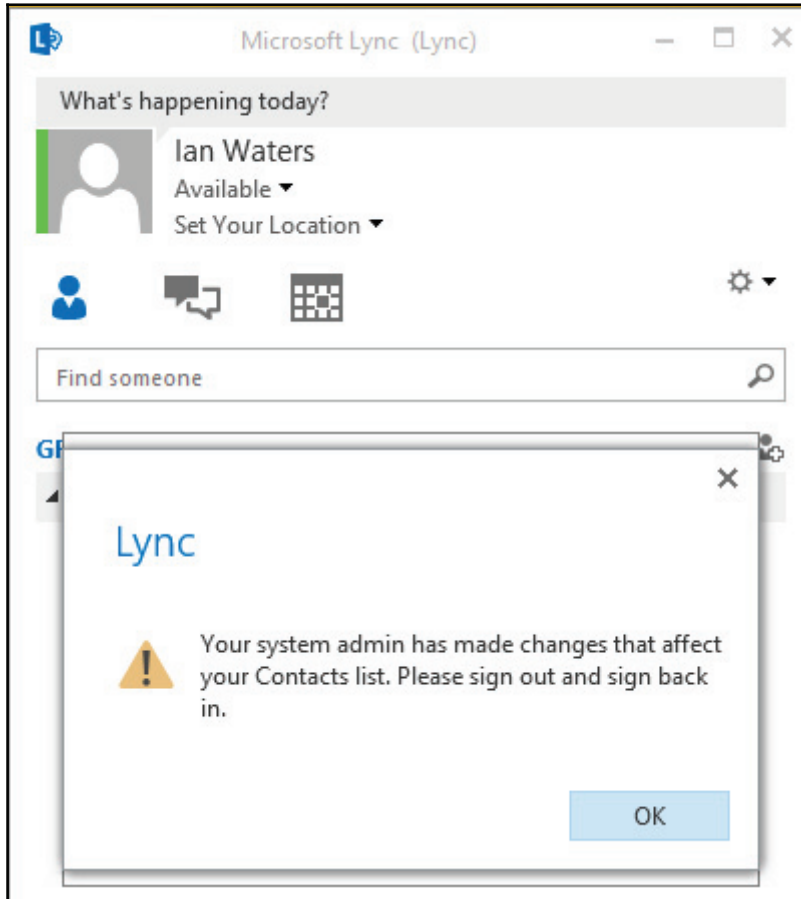 Microsoft Lync (Lync)
What's happening today?
Ian Waters
Available
Set Your Location
Find someone
Lync
Your system admin has made changes that affect
your Contacts list. Please sign out and sign back
in.
OK